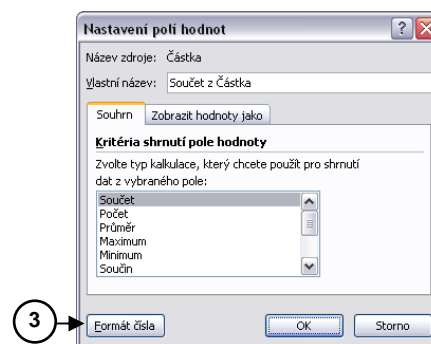 Nastavení polí hodnot
Název zdroje: Částka
Vlastní název: Součet z Částka
Souhrn Zobrazit hodnoty jako
Kritéria shrnutí pole hodnoty
Zvolte typ kalkulace, který chcete použít pro shrnutí
dat z vybraného pole:
Součet
Počet
Průměr
Maximum
Minimum
Součin
3 Formát čísla OK Storno